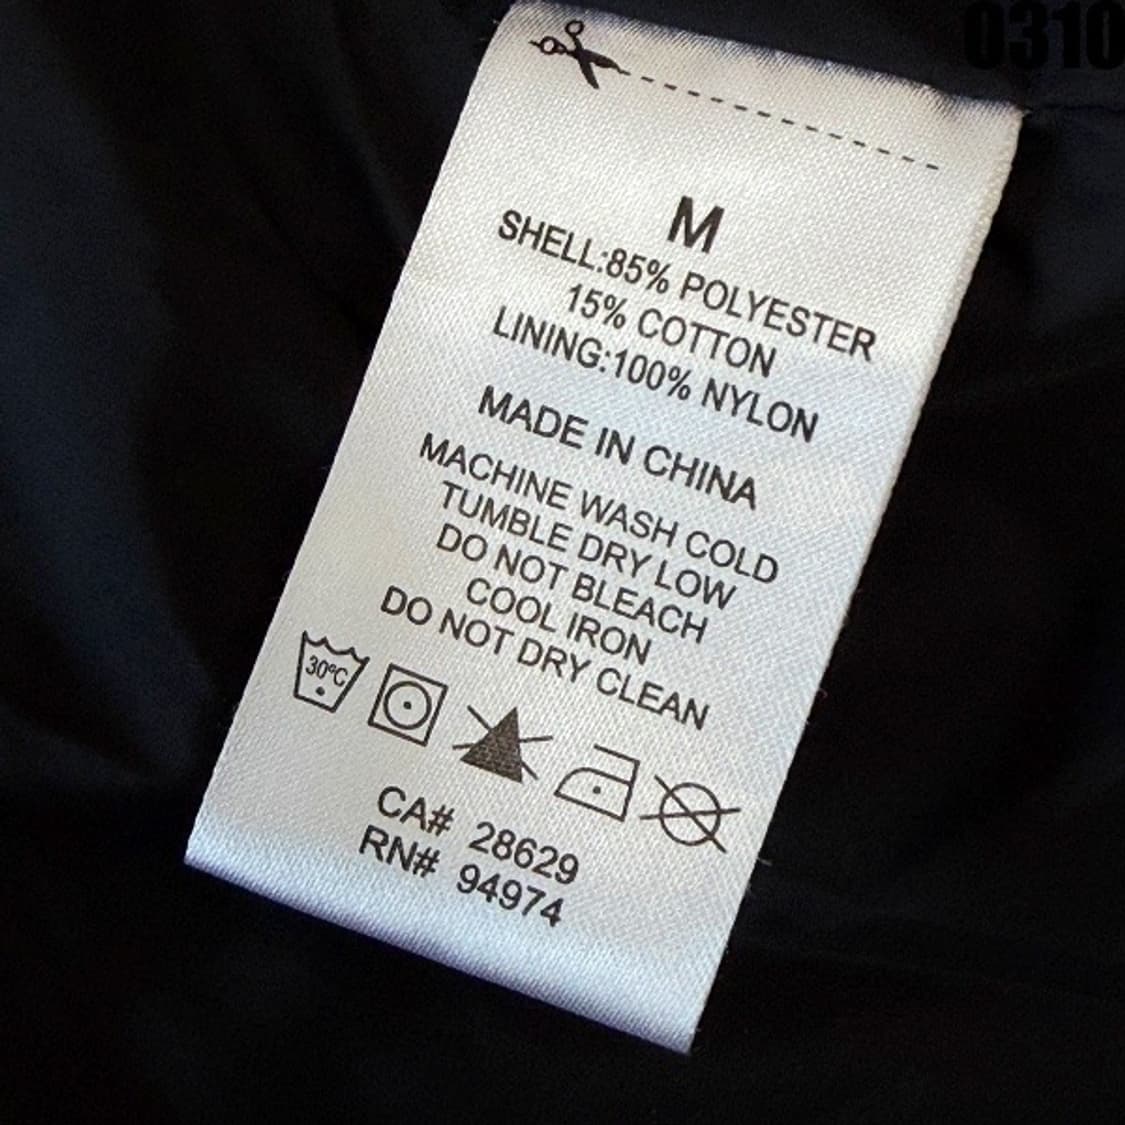 0310
M
SHELL:85% POLYESTER
15% COTTON
LINING:100% NYLON
MADE IN CHINA
MACHINE WASH COLD
TUMBLE DRY LOW
DO NOT BLEACH
COOL IRON
DO NOT DRY CLEAN
30ºC
CA# 28629
RN# 94974